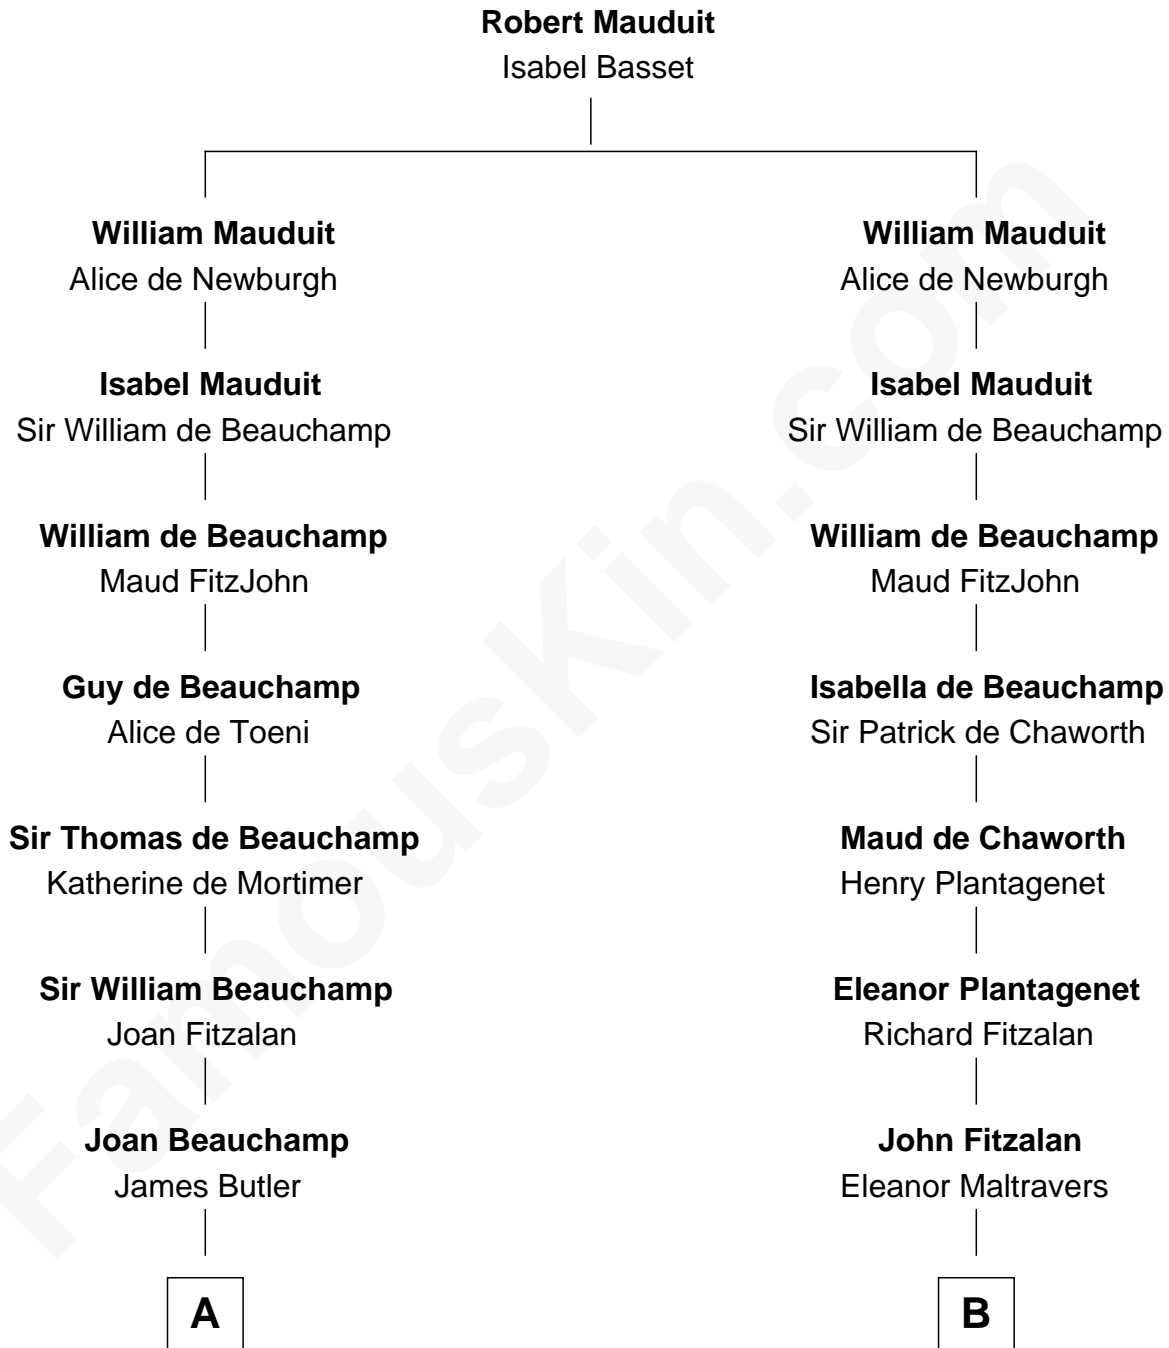 Robert Mauduit
Isabel Basset
William Mauduit
Alice de Newburgh
William Mauduit
Alice de Newburgh
Isabel Mauduit
Sir William de Beauchamp
Isabel Mauduit
Sir William de Beauchamp
William de Beauchamp
Maud FitzJohn
William de Beauchamp
Maud FitzJohn
Guy de Beauchamp
Alice de Toeni
Isabella de Beauchamp
Sir Patrick de Chaworth
Sir Thomas de Beauchamp
Katherine de Mortimer
Maud de Chaworth
Henry Plantagenet
Sir William Beauchamp
Joan Fitzalan
Eleanor Plantagenet
Richard Fitzalan
Joan Beauchamp
James Butler
John Fitzalan
Eleanor Maltravers
A
B
FamousKin.com